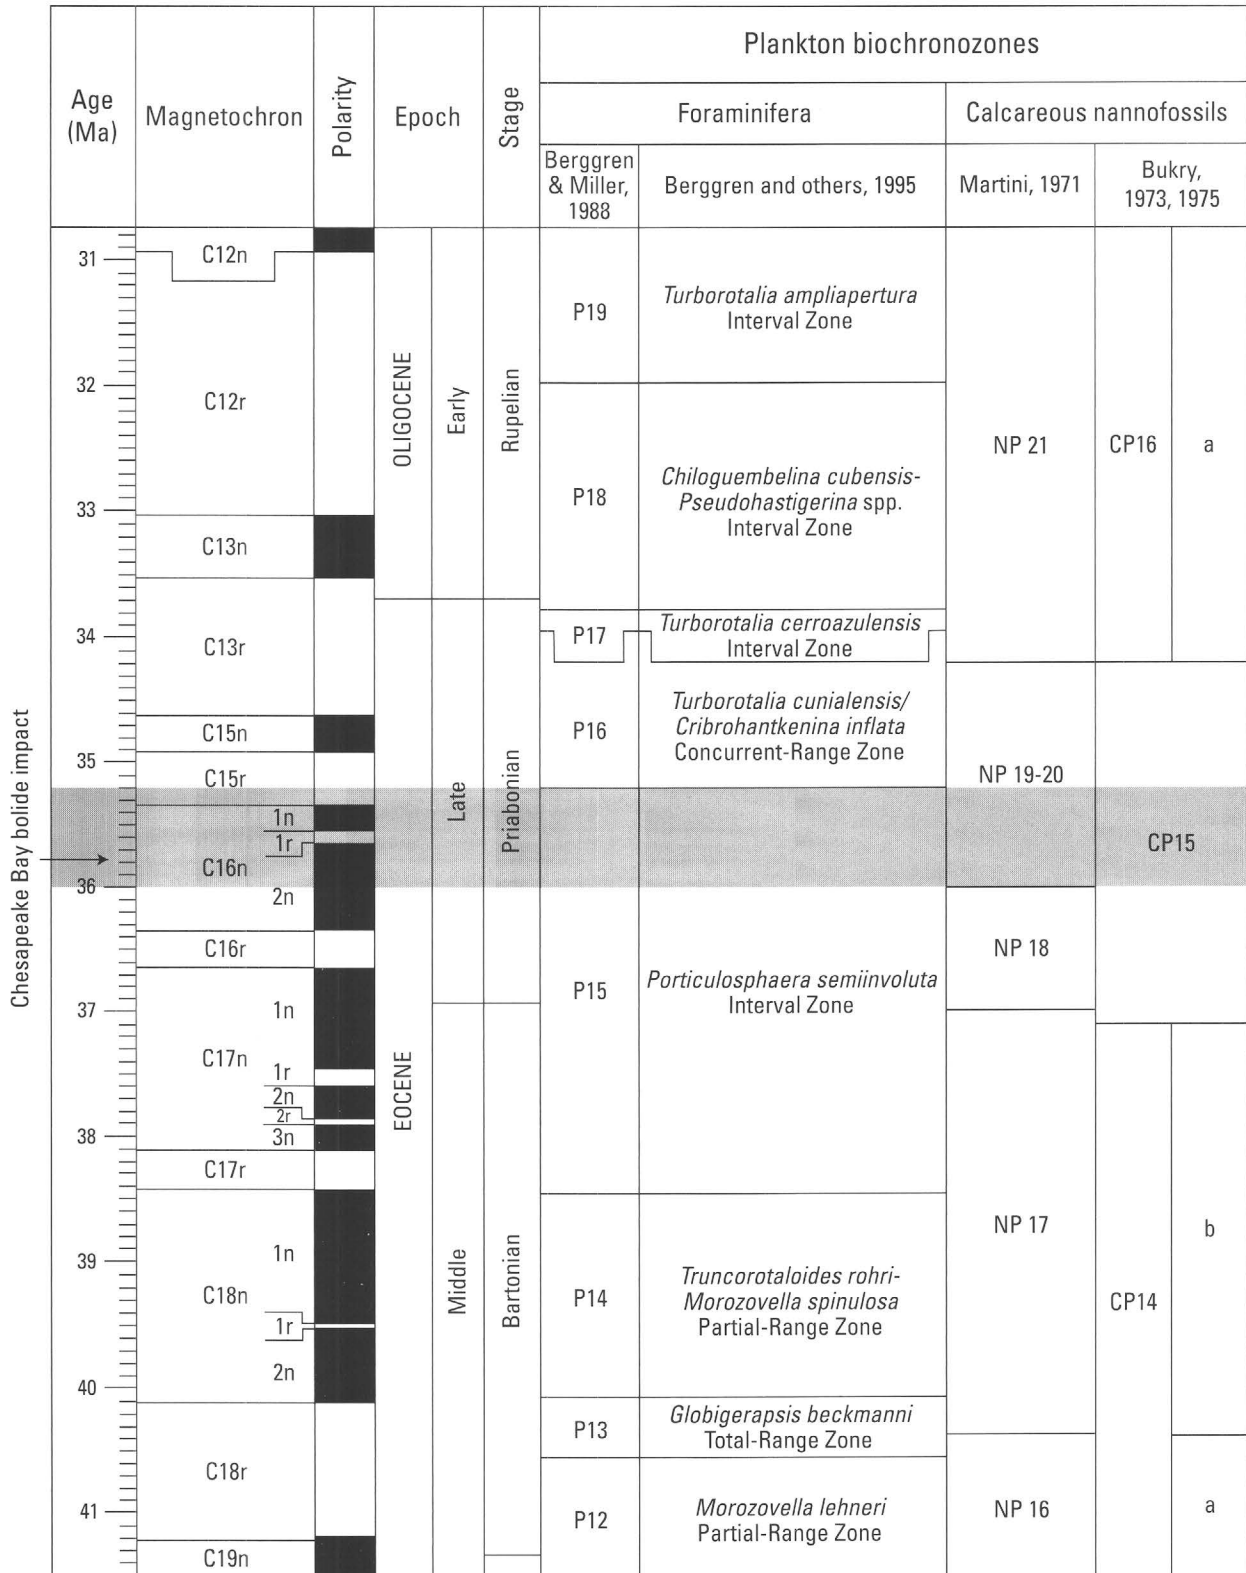 Plankton biochronozones
Age
(Ma)
Magnetochron
Polarity
Epoch
Stage
Foraminifera
Calcareous nannofossils
Berggren
& Miller,
1988
Berggren and others, 1995
Martini, 1971
Bukry,
1973, 1975
31
32
33
34
35
36
37
38
39
40
41
Chesapeake Bay bolide impact
C12n
C12r
C13n
C13r
C15n
C15r
1n
1r
C16n
2n
C16r
1n
C17n
1r
2n
2r
3n
C17r
1n
C18n
1r
2n
C18r
C19n
OLIGOCENE
EOCENE
Early
Late
Middle
Rupelian
Priabonian
Bartonian
P19
P18
P17
P16
P15
P14
P13
P12
Turborotalia ampliapertura
Interval Zone
Chiloguembelina cubensis-
Pseudohastigerina spp.
Interval Zone
Turborotalia cerroazulensis
Interval Zone
Turborotalia cunialensis/
Cribrohantkenina inflata
Concurrent-Range Zone
Porticulosphaera semiinvoluta
Interval Zone
Truncorotaloides rohri-
Morozovella spinulosa
Partial-Range Zone
Globigerapsis beckmanni
Total-Range Zone
Morozovella lehneri
Partial-Range Zone
NP 21
NP 19-20
NP 18
NP 17
NP 16
CP16
CP15
CP14
a
b
a